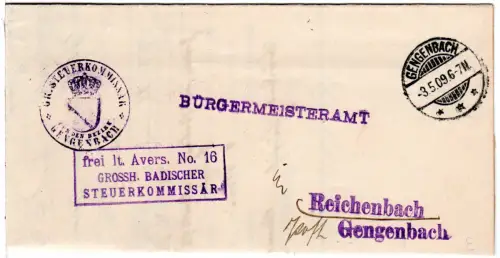 GR. STEUERKOMMISSÄR
FÜR DEN BEZIRK
GENGENBACH
GENGENBACH
-3.5.09.6-7N.
BÜRGERMEISTERAMT
frei lt. Avers. No. 16
GROSSH. BADISCHER
STEUERKOMMISSÄR
in
Reichenbach
Gengenbach